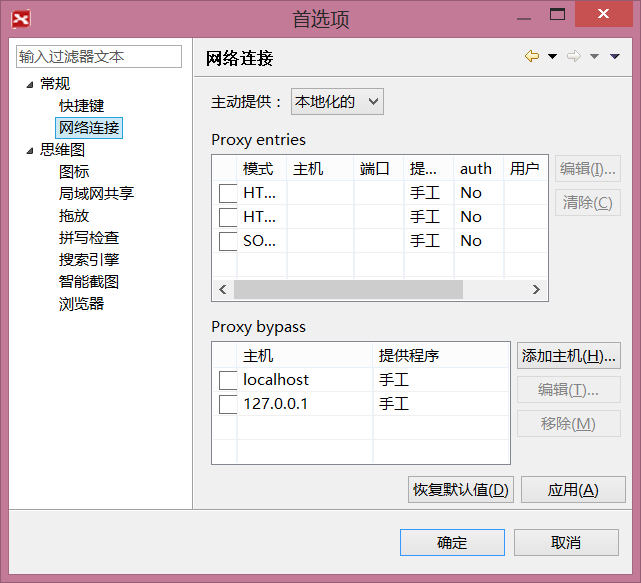 首选项
输入过滤器文本
常规
快捷键
网络连接
思维图
图标
局域网共享
拖放
拼写检查
搜索引擎
智能截图
浏览器
网络连接
主动提供： 本地化的
Proxy entries
模式 主机 端口 提... auth 用户
HT... 手工 No
HT... 手工 No
SO... 手工 No
编辑(I)...
清除(C)
Proxy bypass
主机 提供程序
localhost 手工
127.0.0.1 手工
添加主机(H)...
编辑(T)...
移除(M)
恢复默认值(D) 应用(A)
确定 取消